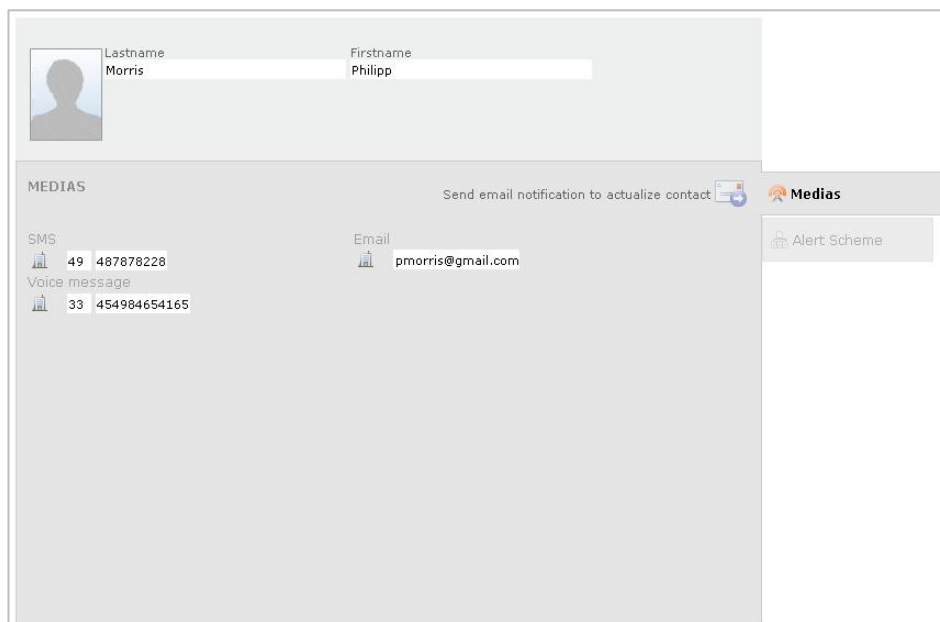 Lastname Firstname
Morris Philipp
MEDIAS
Send email notification to actualize contact
Medias
Alert Scheme
SMS Email
49 487878228 pmorris@gmail.com
Voice message
33 454984654165